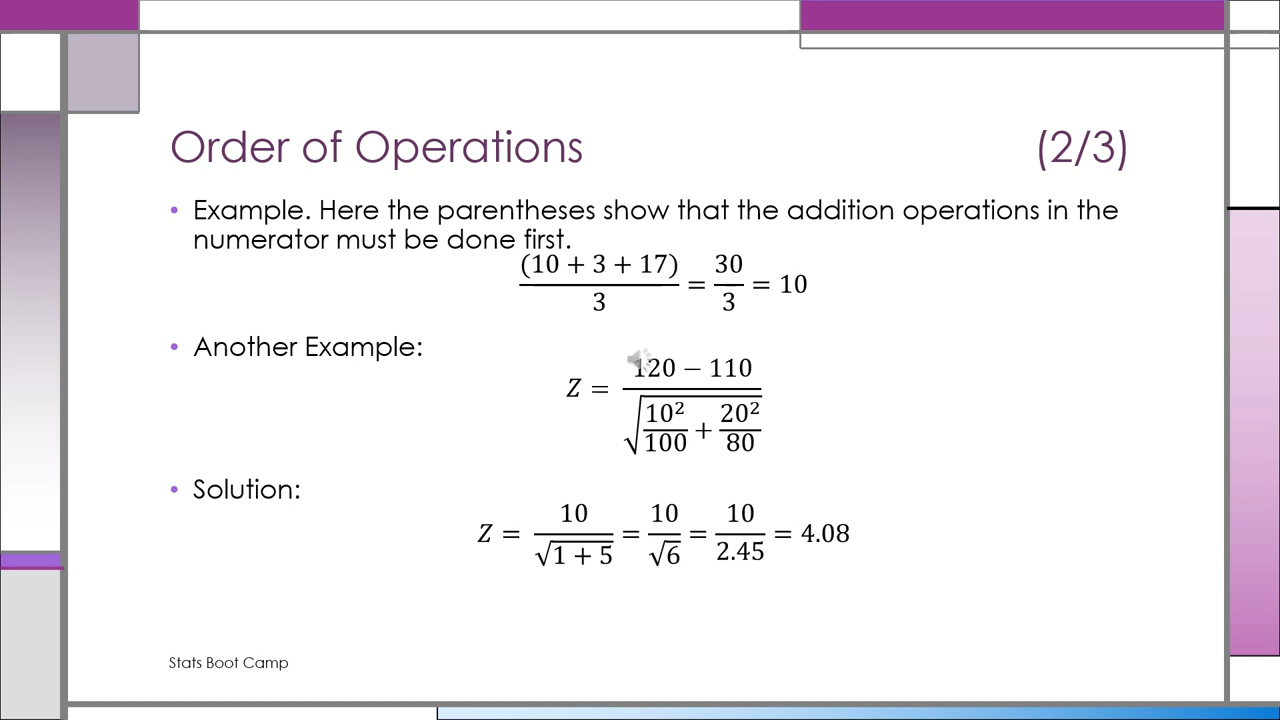 Order of Operations (2/3)
• Example. Here the parentheses show that the addition operations in the
numerator must be done first.
(10 + 3 + 17)/3 = 30/3 = 10
• Another Example:
Z = (120 − 110)/√(10²/100 + 20²/80)
• Solution:
Z = 10/√(1 + 5) = 10/√6 = 10/2.45 = 4.08
Stats Boot Camp